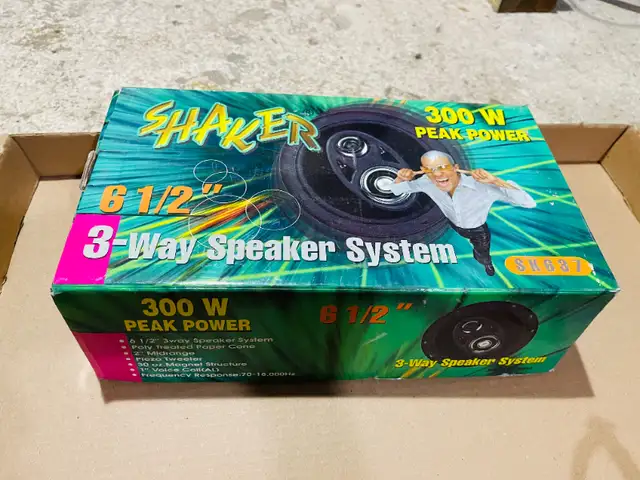 SHAKER
300 W
PEAK POWER
6 1/2"
3-Way Speaker System
SH637
300 W
PEAK POWER
6 1/2"
• 6 1/2" 3way Speaker System
• Poly Treated Paper Cone
• 2" Midrange
• Piezo Tweeter
• 30 oz.Magnet Structure
• 1" Voice Coil(AL)
• Frequency Response:70-18,000Hz
3-Way Speaker System